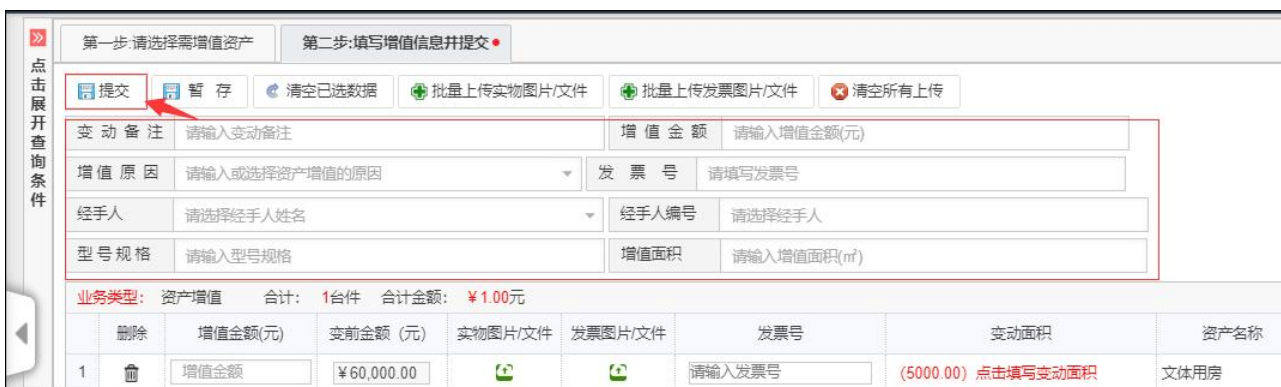 点击展开查询条件
第一步:请选择需增值资产 第二步:填写增值信息并提交
提交 暂 存 清空已选数据 批量上传实物图片/文件 批量上传发票图片/文件 清空所有上传
变动备注 请输入变动备注 增值金额 请输入增值金额(元)
增值原因 请输入或选择资产增值的原因 发 票 号 请填写发票号
经手人 请选择经手人姓名 经手人编号 请选择经手人
型号规格 请输入型号规格 增值面积 请输入增值面积(㎡)
业务类型: 资产增值 合计: 1台件 合计金额: ¥1.00元
删除 增值金额(元) 变前金额 (元) 实物图片/文件 发票图片/文件 发票号 变动面积 资产名称
1 增值金额 ¥60,000.00 请输入发票号 (5000.00) 点击填写变动面积 文体用房